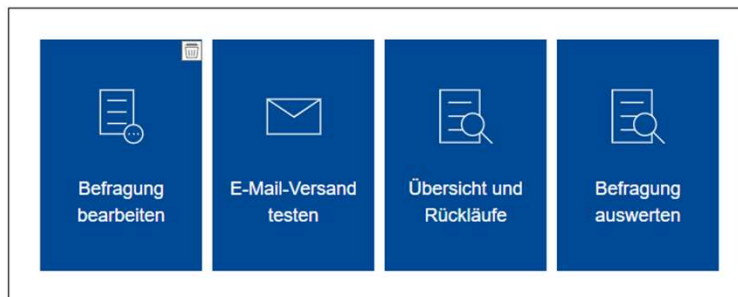 Befragung
bearbeiten
E-Mail-Versand
testen
Übersicht und
Rückläufe
Befragung
auswerten